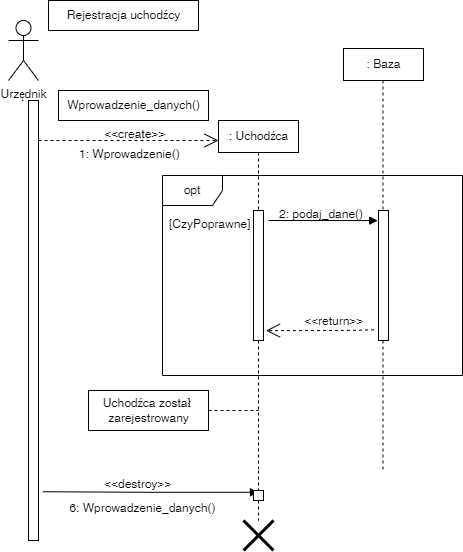 Rejestracja uchodźcy
: Baza
Urzędnik
Wprowadzenie_danych()
<<create>>
: Uchodźca
1: Wprowadzenie()
opt
[CzyPoprawne]
2: podaj_dane()
<<return>>
Uchodźca został
zarejestrowany
<<destroy>>
6: Wprowadzenie_danych()